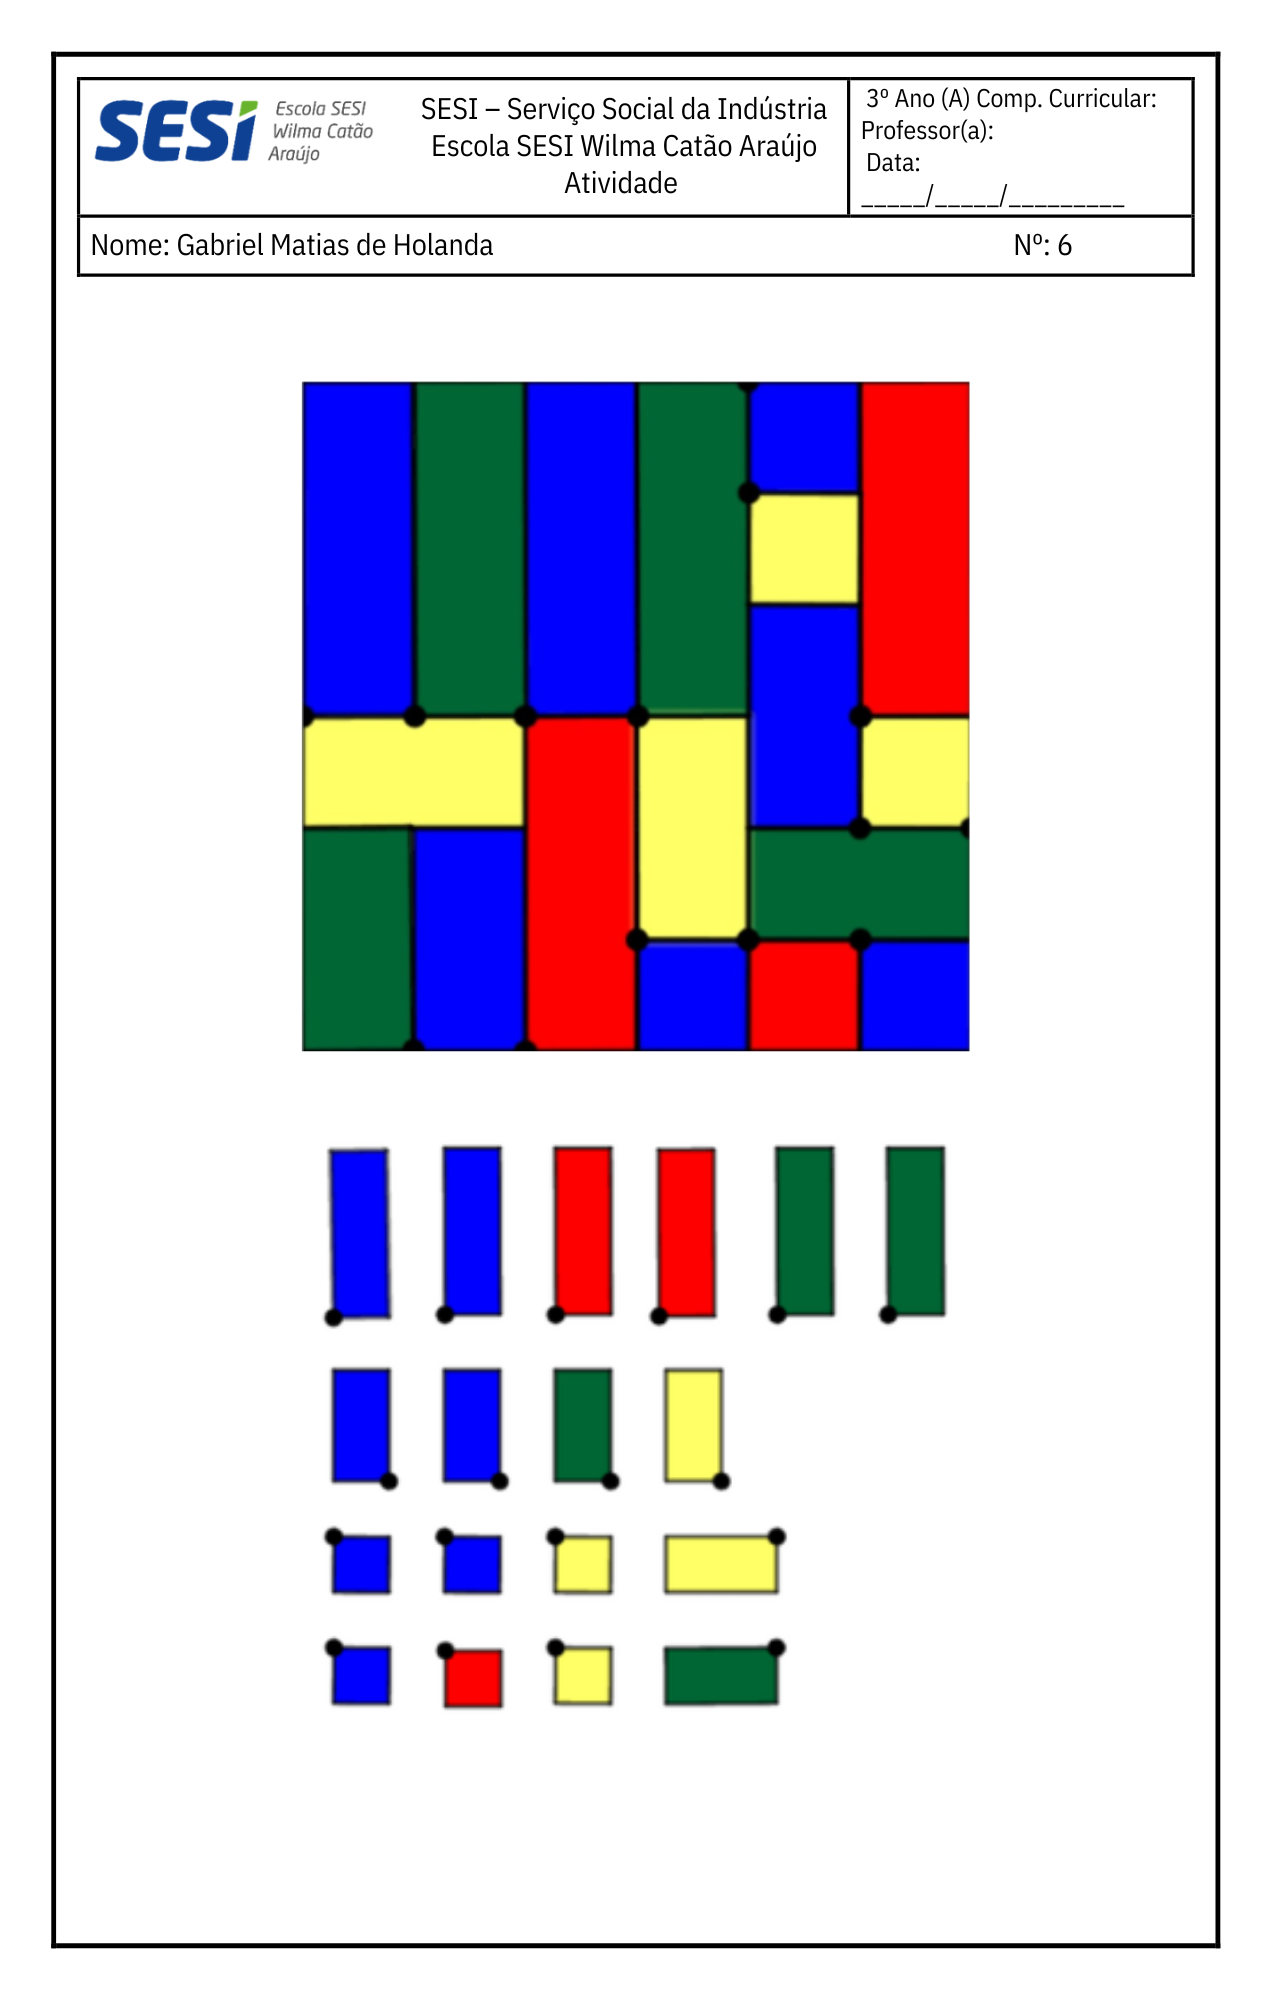 SESI
Escola SESI
Wilma Catão
Araújo
SESI – Serviço Social da Indústria
Escola SESI Wilma Catão Araújo
Atividade
3º Ano (A) Comp. Curricular:
Professor(a):
Data:
_____/_____/_________
Nome: Gabriel Matias de Holanda Nº: 6